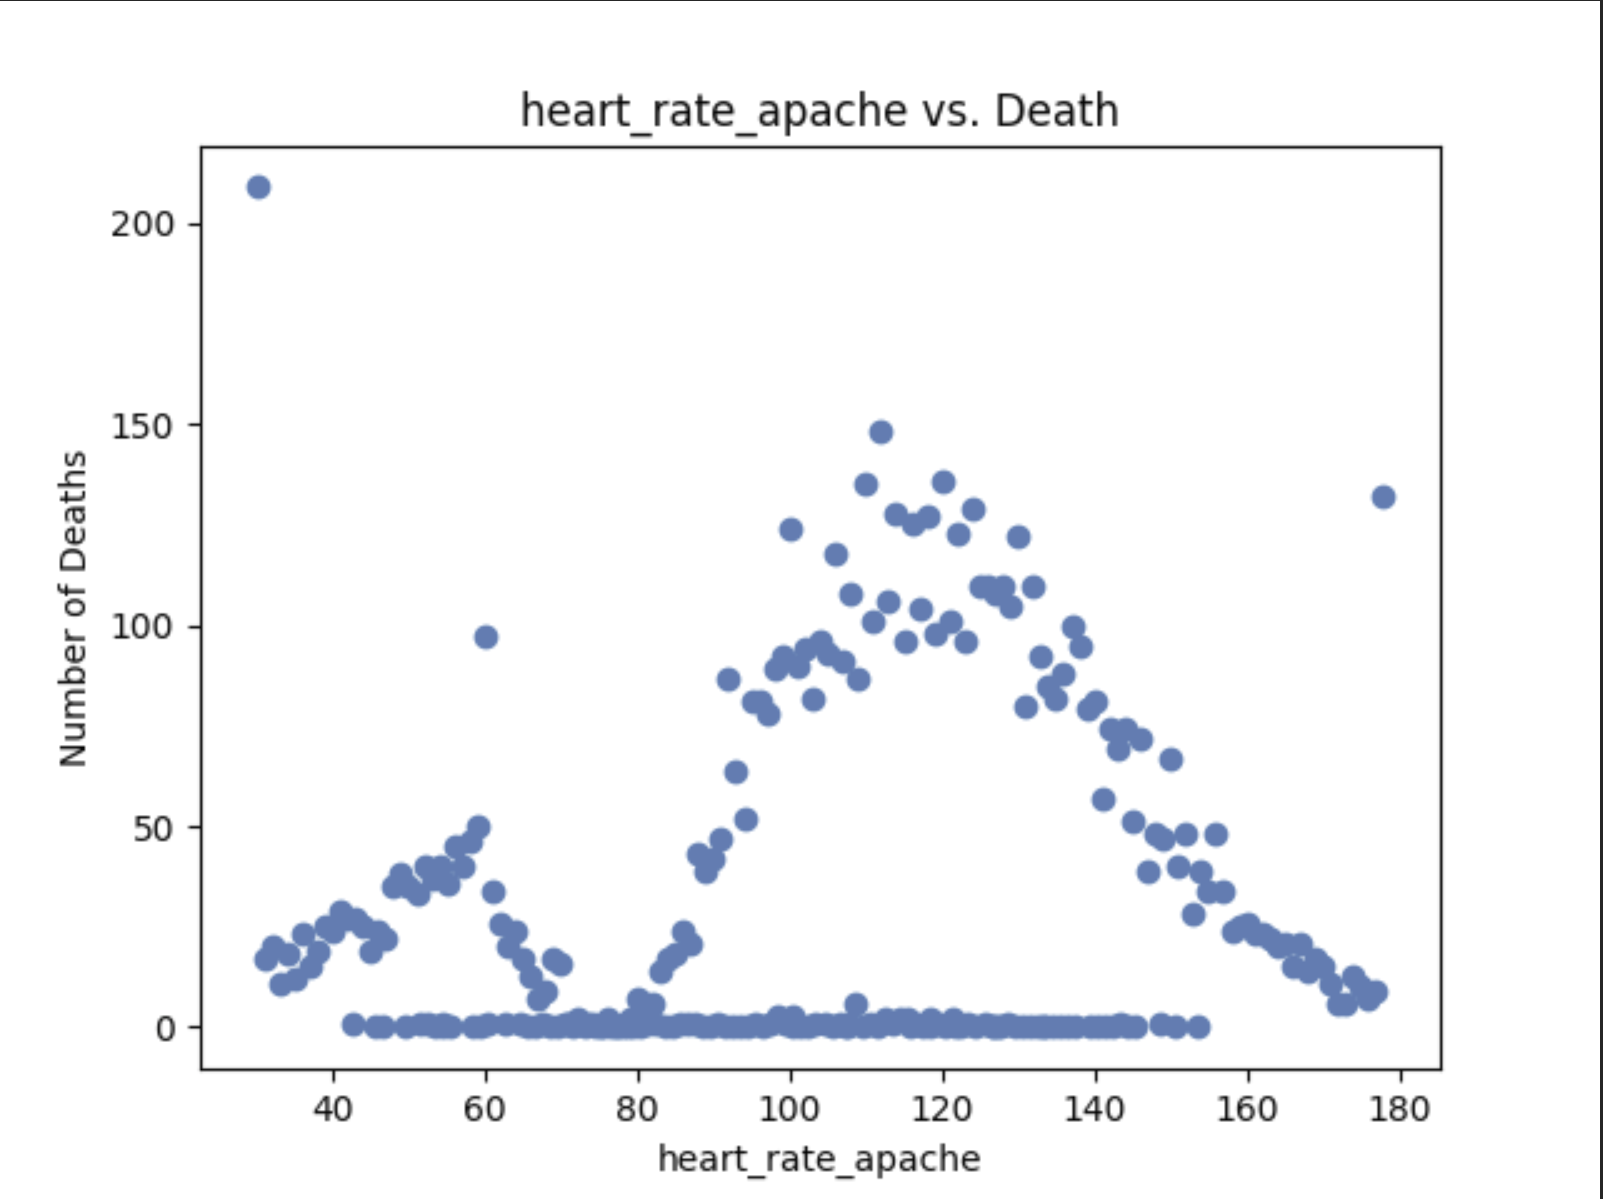 heart_rate_apache vs. Death
200
150
100
50
0
Number of Deaths
40 60 80 100 120 140 160 180
heart_rate_apache